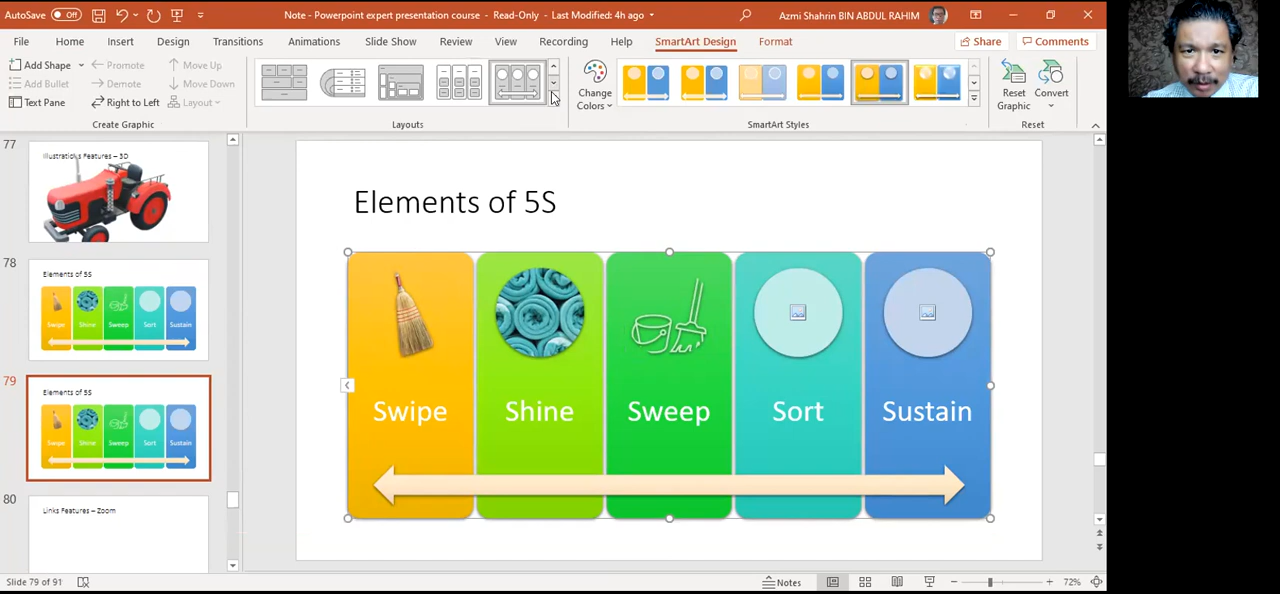 AutoSave Off
Note - Powerpoint expert presentation course - Read-Only - Last Modified: 4h ago
Azmi Shahrin BIN ABDUL RAHIM
File Home Insert Design Transitions Animations Slide Show Review View Recording Help SmartArt Design Format Share Comments
Add Shape Promote Move Up
Add Bullet Demote Move Down
Text Pane Right to Left Layout
Create Graphic
Layouts
Change
Colors
SmartArt Styles
Reset
Graphic
Convert
Reset
77
Illustratick Features – 3D
78
Elements of 5S
Swipe Shine Sweep Sort Sustain
79
Elements of 5S
Swipe Shine Sweep Sort Sustain
80
Links Features – Zoom
Elements of 5S
Swipe Shine Sweep Sort Sustain
Slide 79 of 91
Notes
72%